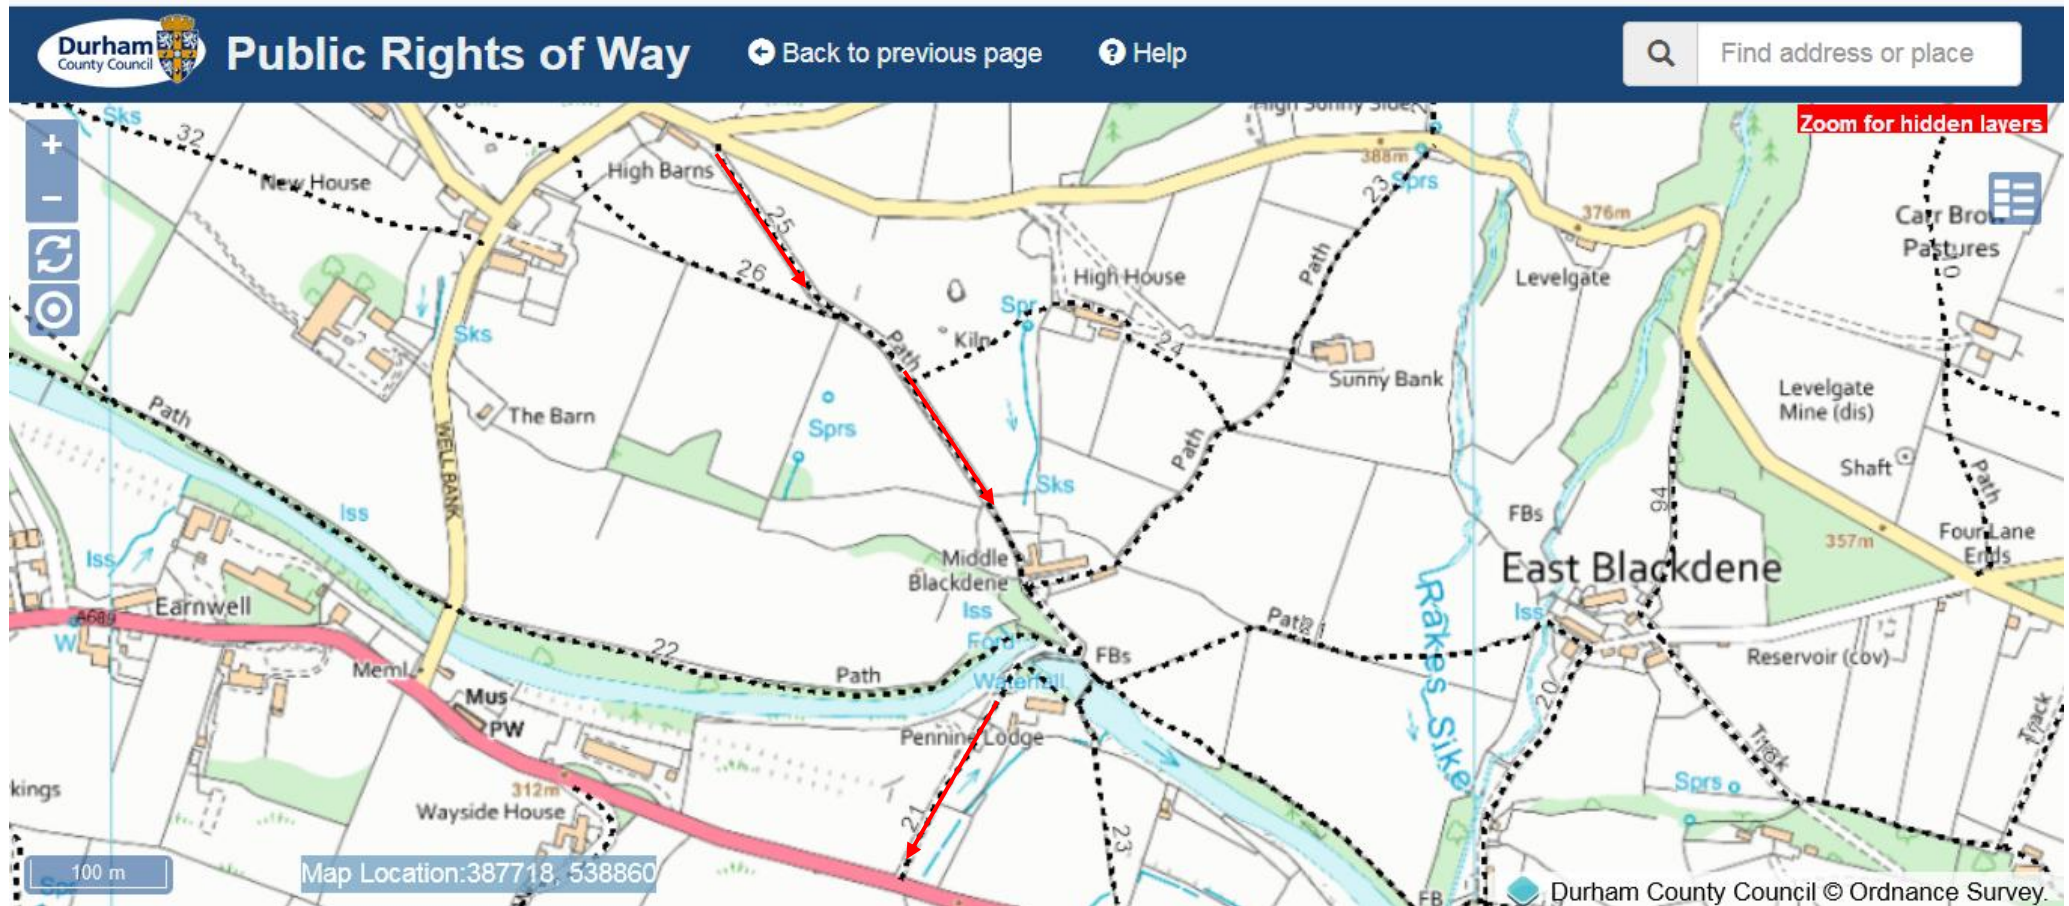 Durham
County Council
Public Rights of Way
Back to previous page
Help
Find address or place
Zoom for hidden layers
Sks
32
New House
High Barns
High Sunny Side
388m
Sprs
23
376m
Carr Brow
Pastures
10
25
26
Path
High House
Levelgate
Spr
Kiln
24
Sks
Path
Sunny Bank
Levelgate
Mine (dis)
Path
The Barn
Sprs
WELL BANK
Path
Shaft
Path
Sks
94
FBs
Iss
357m
Four Lane
Ends
Iss
Middle
Blackdene
East Blackdene
Earnwell
A689
W
Iss
Ford
Rakes Sike
Iss
Path
22
Path
FBs
Waterfall
Reservoir (cov)
Meml
Mus
PW
Pennine Lodge
20
Track
Track
kings
312m
Wayside House
Sprs
21
23
100 m
Spr
Map Location:387718, 538860
FB
Durham County Council © Ordnance Survey.